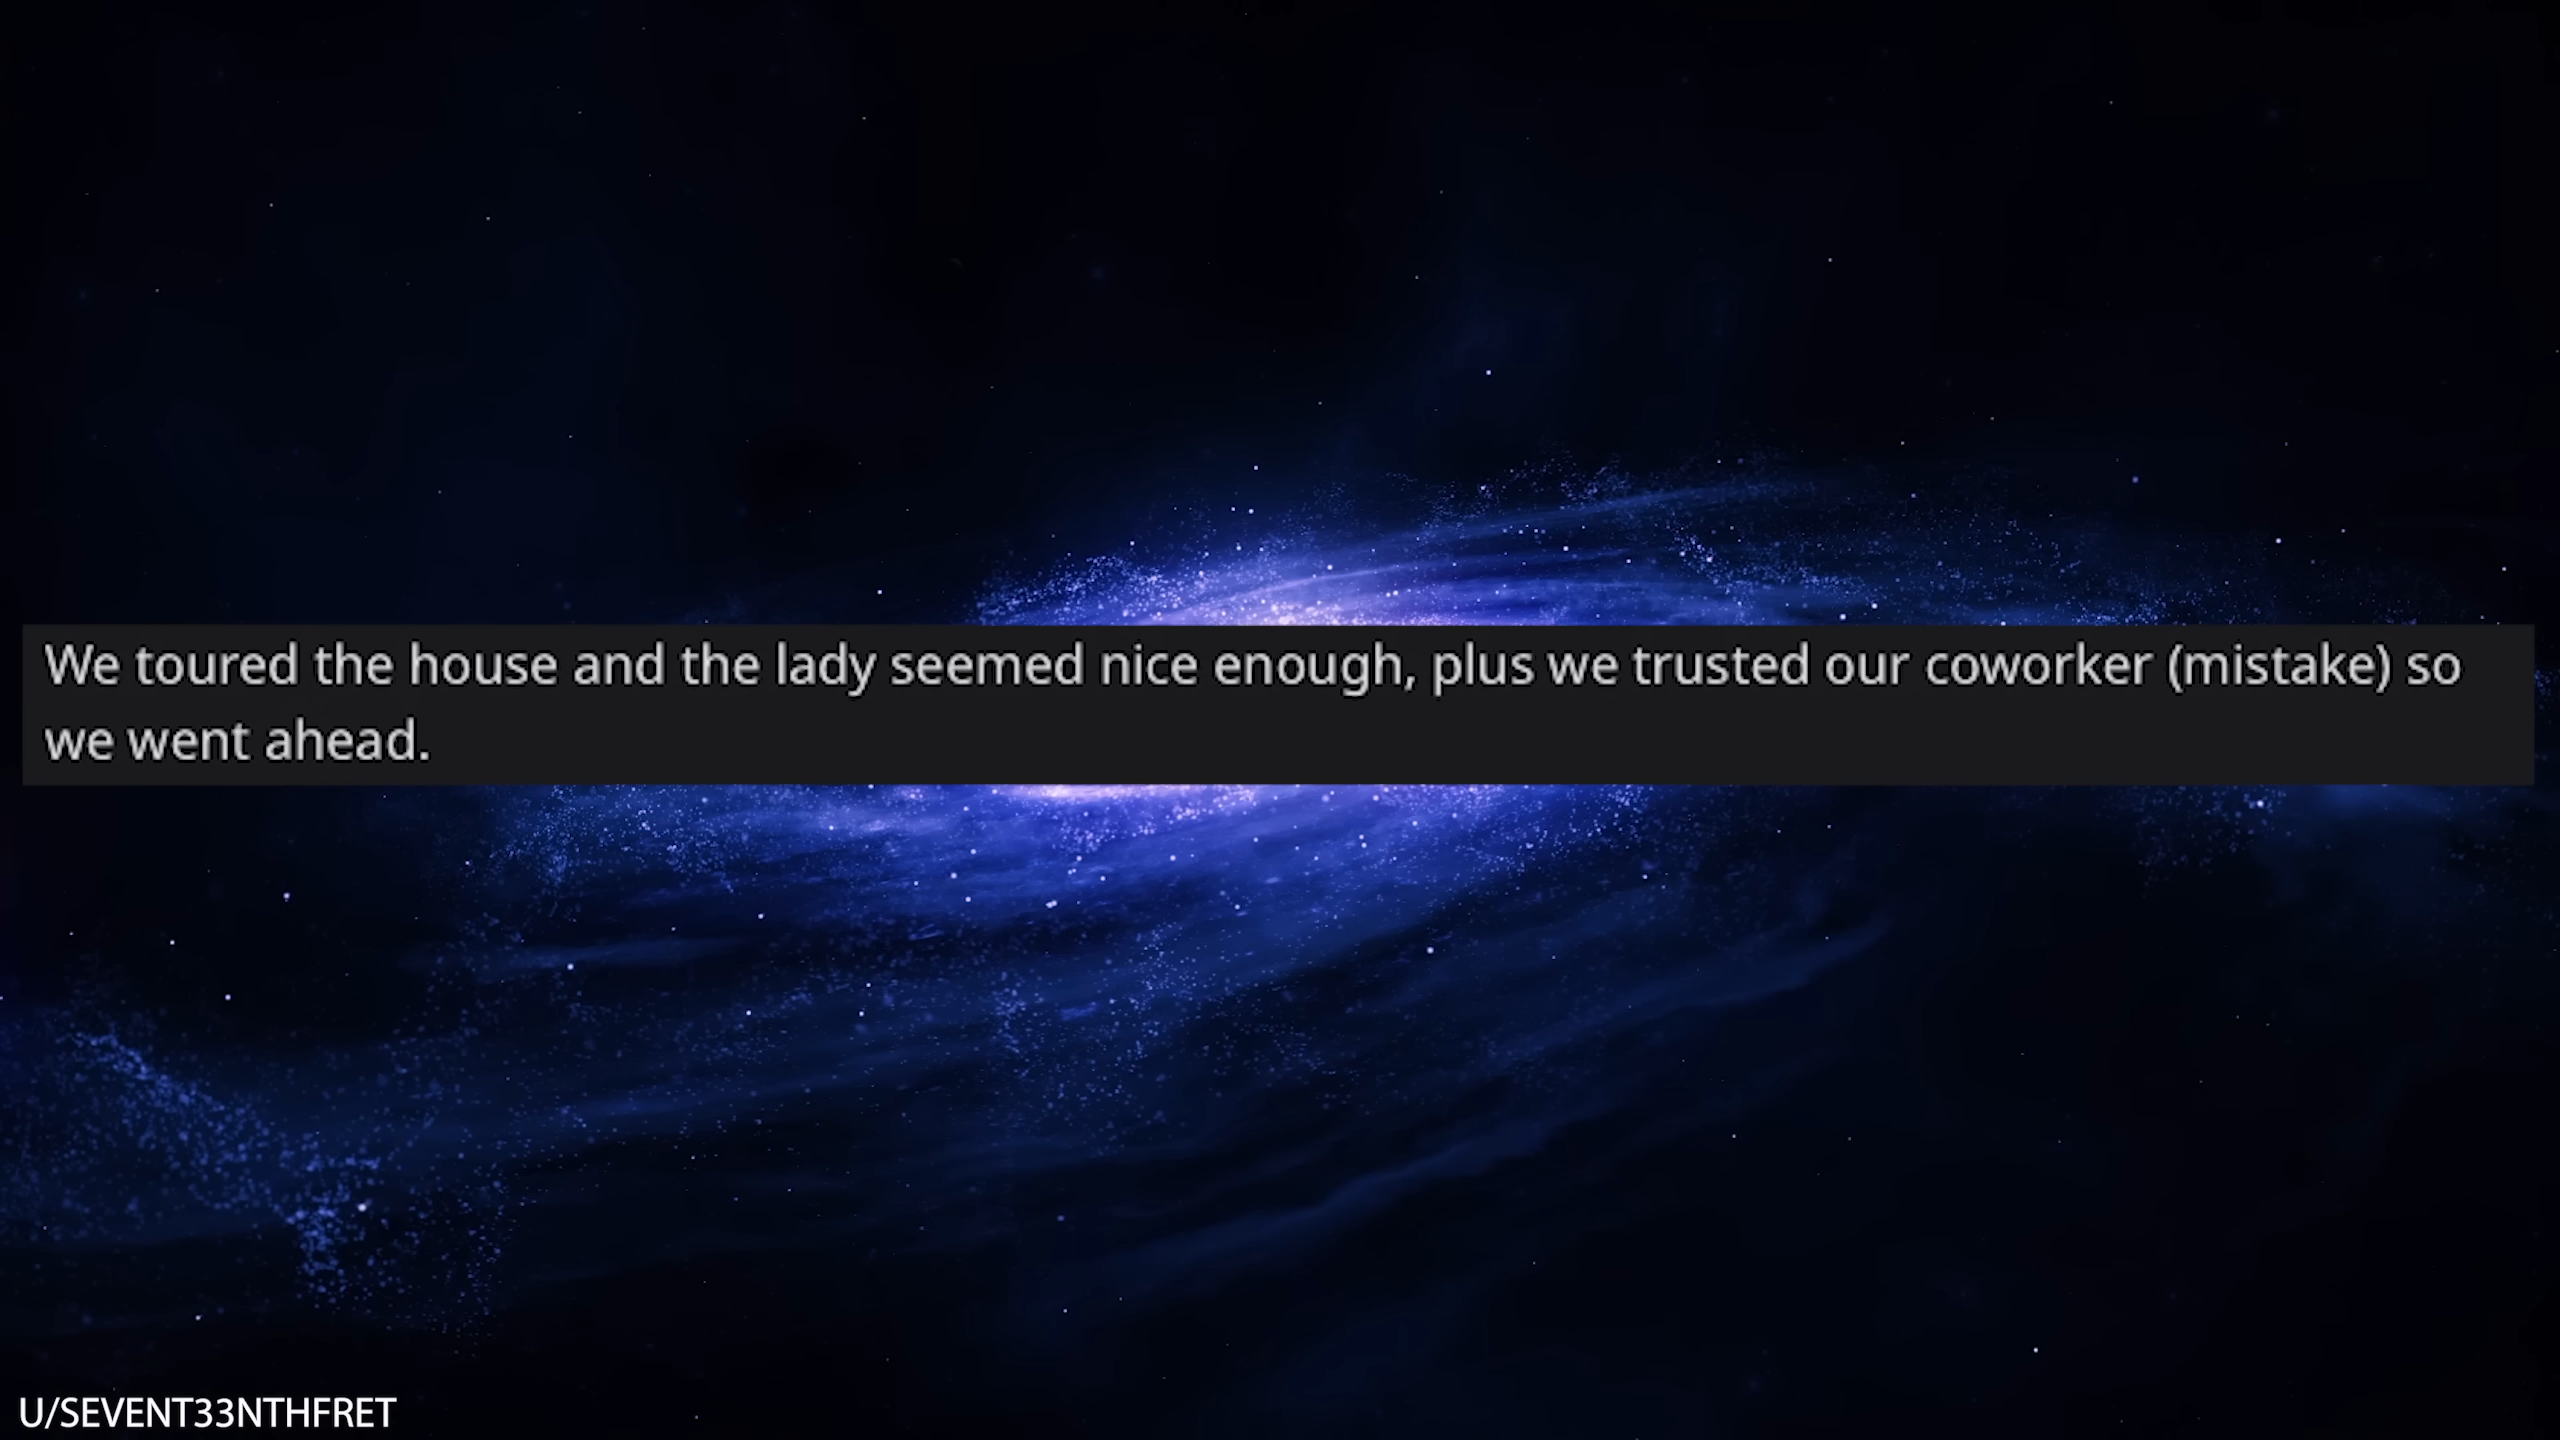 We toured the house and the lady seemed nice enough, plus we trusted our coworker (mistake) so
we went ahead.
U/SEVENT33NTHFRET